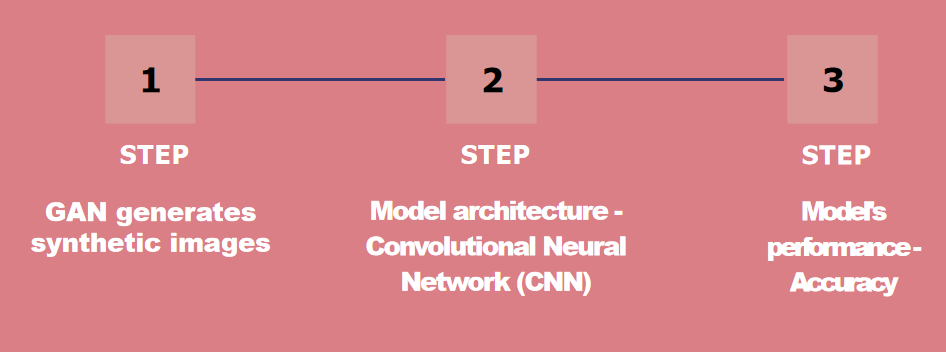 1
2
3
STEP
STEP
STEP
GAN generates
synthetic images
Model architecture -
Convolutional Neural
Network (CNN)
Model's
performance -
Accuracy